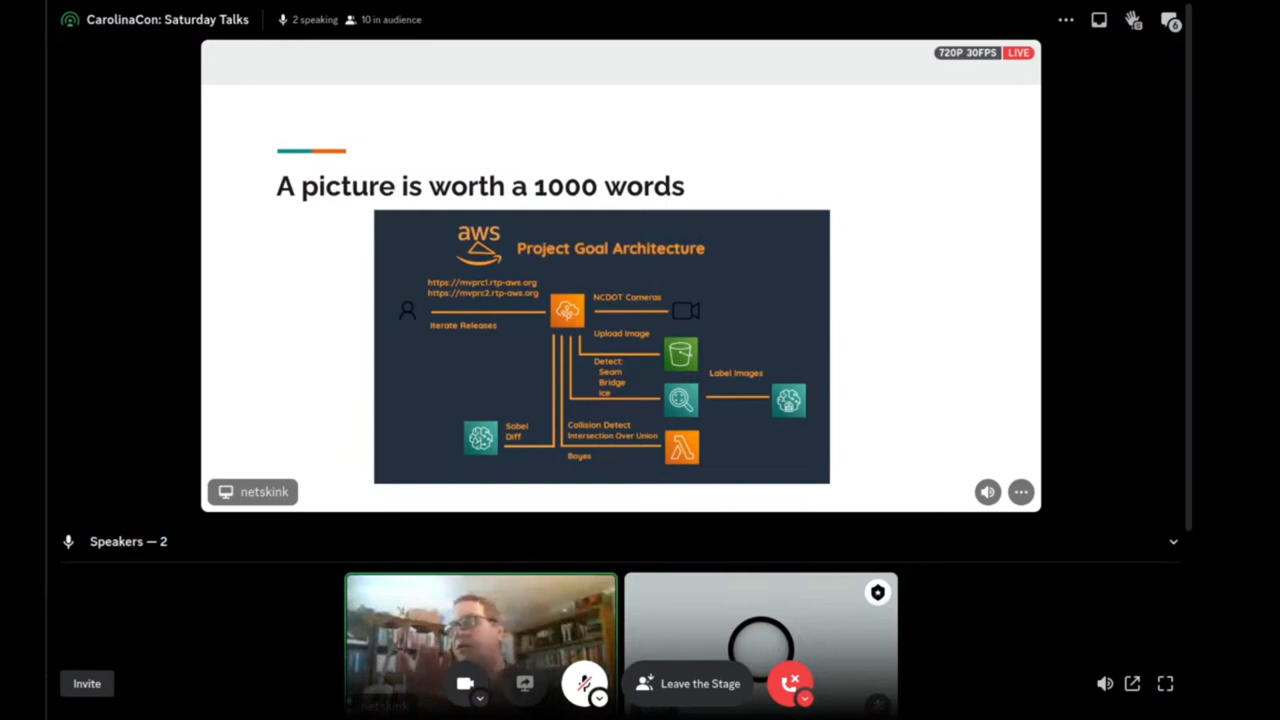 CarolinaCon: Saturday Talks
2 speaking
10 in audience
6
720P 30FPS
LIVE
A picture is worth a 1000 words
aws
Project Goal Architecture
https://mvprc1.rtp-aws.org
https://mvprc2.rtp-aws.org
Iterate Releases
NCDOT Cameras
Upload Image
Detect:
Seam
Bridge
Ice
Label Images
Sobel
Diff
Collision Detect
Intersection Over Union
Bayes
netskink
Speakers — 2
netskink
Invite
Leave the Stage